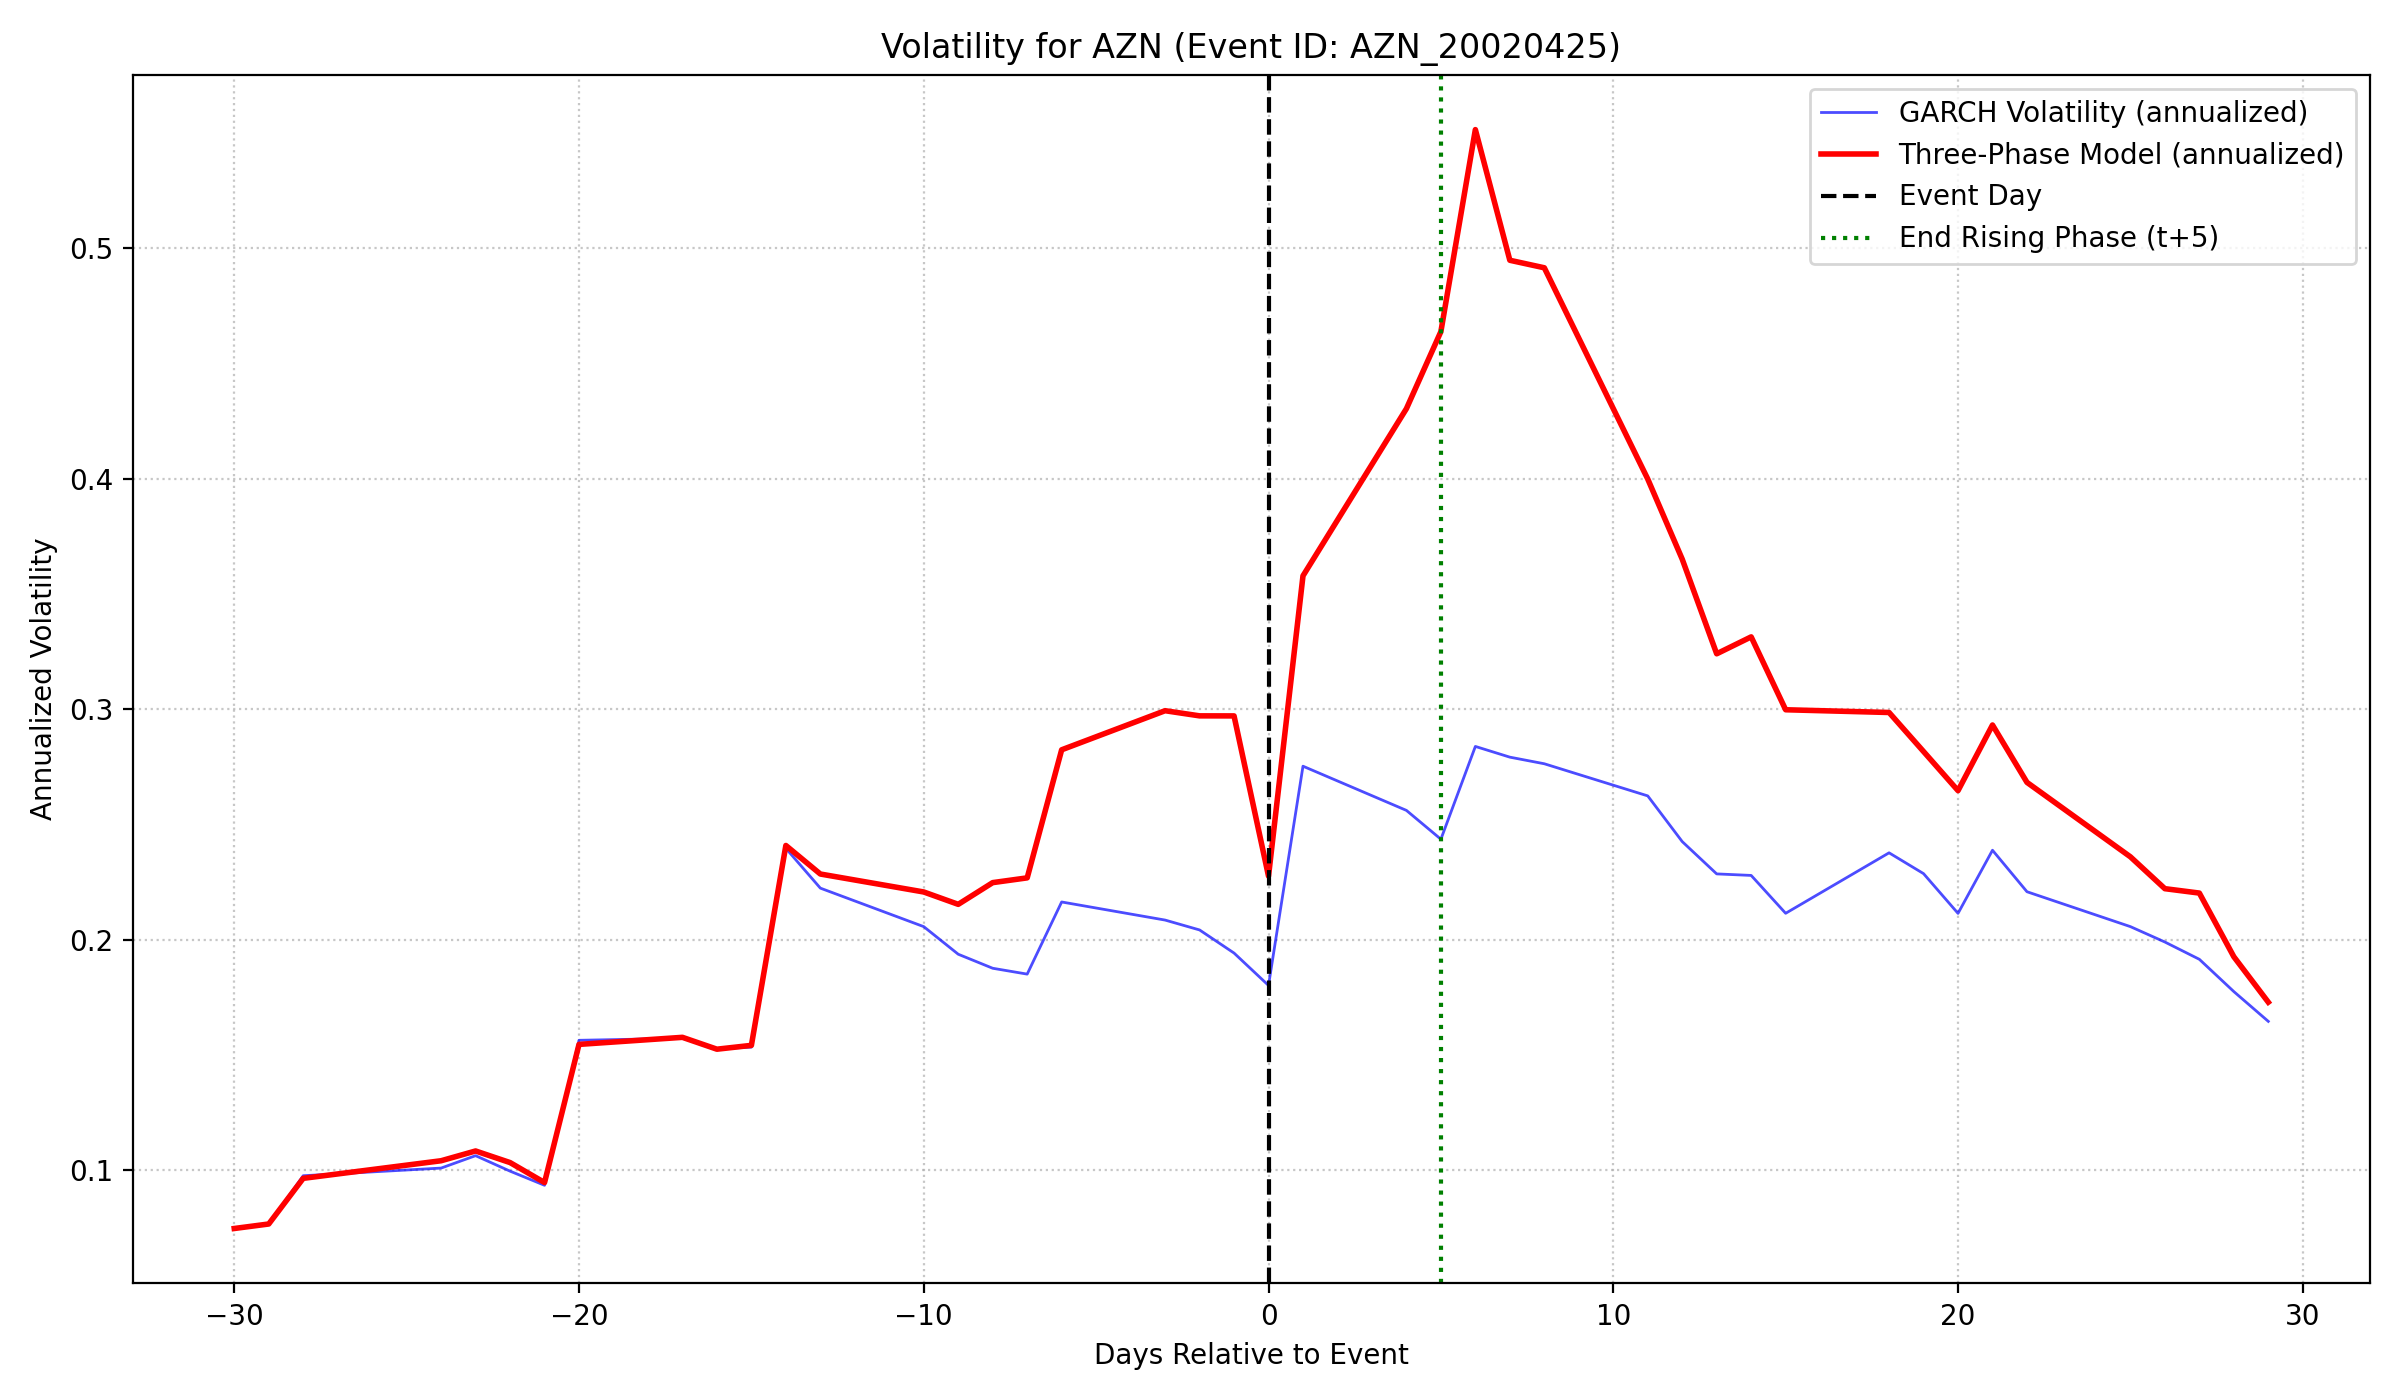 Volatility for AZN (Event ID: AZN_20020425)
GARCH Volatility (annualized)
Three-Phase Model (annualized)
Event Day
End Rising Phase (t+5)
Annualized Volatility
0.5
0.4
0.3
0.2
0.1
−30 −20 −10 0 10 20 30
Days Relative to Event